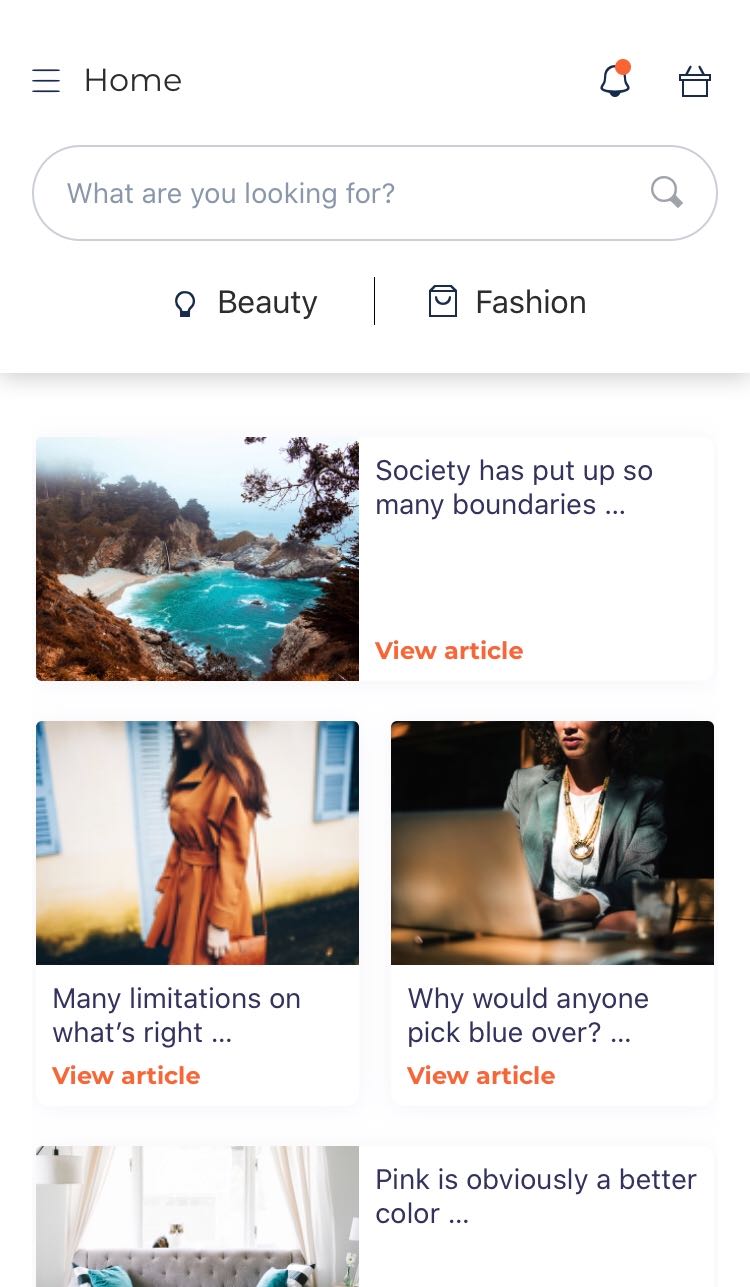 Home
What are you looking for?
Beauty
Fashion
Society has put up so
many boundaries ...
View article
Many limitations on
what’s right ...
View article
Why would anyone
pick blue over? ...
View article
Pink is obviously a better
color ...